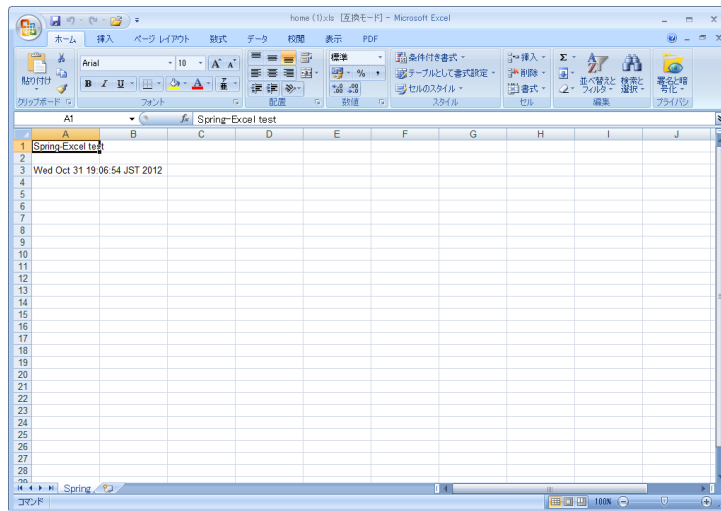 home (1).xls [互換モード] - Microsoft Excel
ホーム 挿入 ページ レイアウト 数式 データ 校閲 表示 PDF
貼り付け
Arial 10
B I U
標準
%
条件付き書式
テーブルとして書式設定
セルのスタイル
挿入
削除
書式
Σ
並べ替えと フィルタ
検索と 選択
署名と暗号化
クリップボード フォント 配置 数値 スタイル セル 編集 プライバシ
A1 fx Spring-Excel test
A B C D E F G H I J
1 Spring-Excel test
2
3 Wed Oct 31 19:06:54 JST 2012
4
5
6
7
8
9
10
11
12
13
14
15
16
17
18
19
20
21
22
23
24
25
26
27
28
29
Spring
コマンド 100%